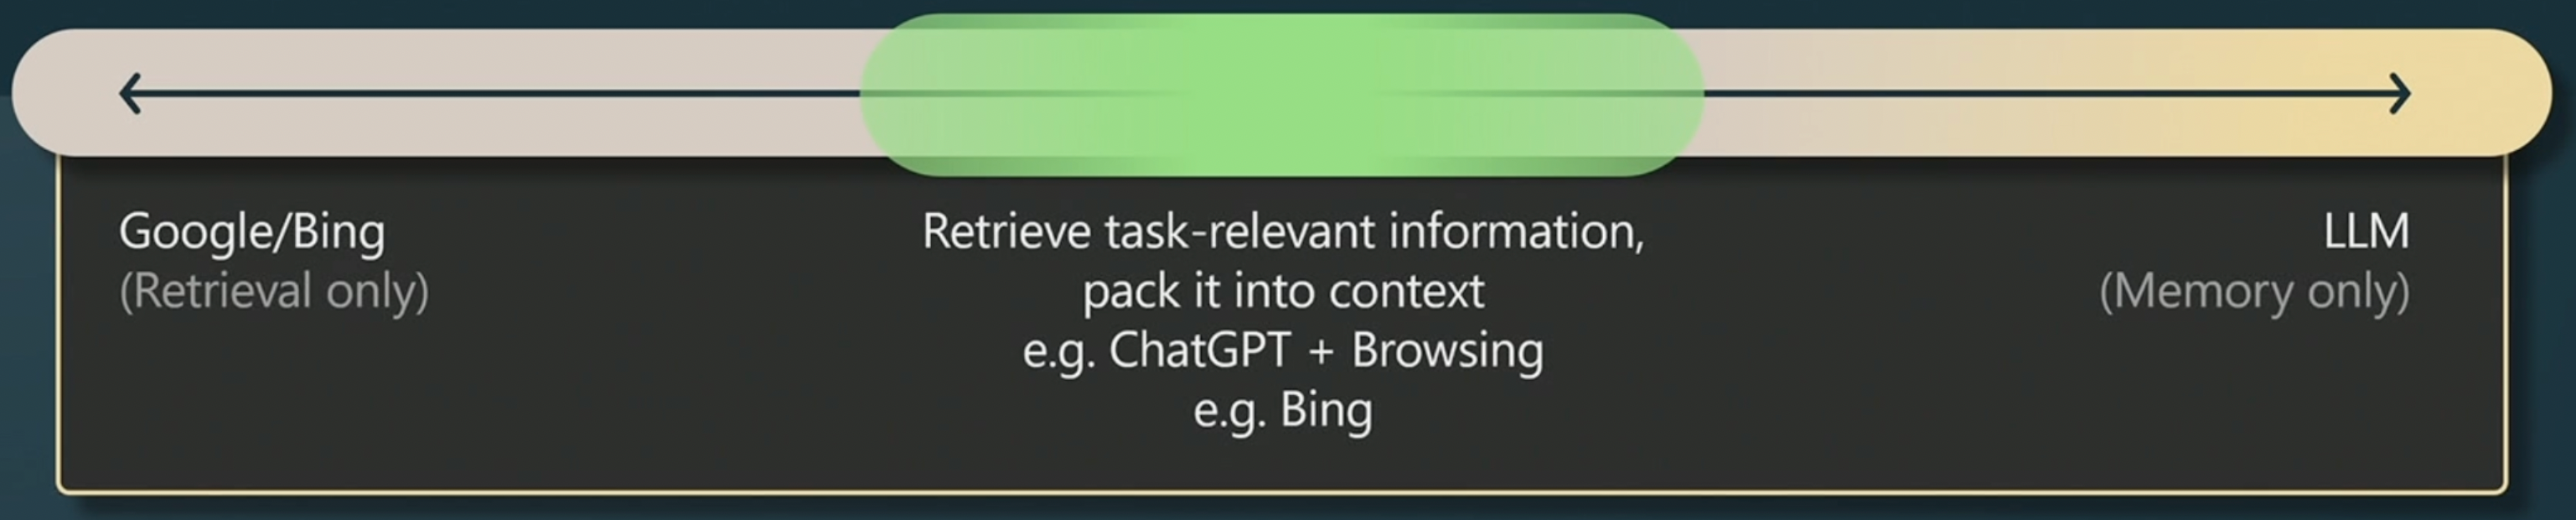 Google/Bing
(Retrieval only)
Retrieve task-relevant information,
pack it into context
e.g. ChatGPT + Browsing
e.g. Bing
LLM
(Memory only)